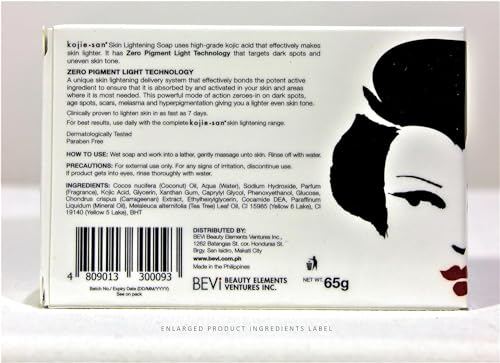 kojie·san® Skin Lightening Soap uses high-grade kojic acid that effectively makes
skin lighter. It has Zero Pigment Light Technology that targets dark spots and
uneven skin tone.
ZERO PIGMENT LIGHT TECHNOLOGY
A unique skin lightening delivery system that effectively bonds the potent active
ingredient to ensure that it is absorbed by and activated in your skin and areas
where it is most needed. This powerful mode of action zeroes-in on dark spots,
age spots, scars, melasma and hyperpigmentation giving you a lighter even skin tone.
Clinically proven to lighten skin in as fast as 7 days.
For best results, use daily with the complete kojie·san® skin lightening range.
Dermatologically Tested
Paraben Free
HOW TO USE: Wet soap and work into a lather, gently massage unto skin. Rinse off with water.
PRECAUTIONS: For external use only. For any signs of irritation, discontinue use.
If product gets into eyes, rinse thoroughly with water.
INGREDIENTS: Cocos nucifera (Coconut) Oil, Aqua (Water), Sodium Hydroxide, Parfum
(Fragrance), Kojic Acid, Glycerin, Xanthan Gum, Caprylyl Glycol, Phenoxyethanol, Glucose,
Chondrus crispus (Carrageenan) Extract, Ethylhexylglycerin, Cocamide DEA, Paraffinum
Liquidum (Mineral Oil), Melaleuca alternifolia (Tea Tree) Leaf Oil, CI 15985 (Yellow 6 Lake), CI
19140 (Yellow 5 Lake), BHT
4 809013 300093
Batch No./ Expiry Date (DD/MM/YYYY)
See on pack
DISTRIBUTED BY:
BEVi Beauty Elements Ventures Inc.,
1262 Batangas St. cor. Honduras St.
Brgy. San Isidro, Makati City
www.bevi.com.ph
Made in the Philippines
BEVi BEAUTY ELEMENTS
VENTURES INC.
NET WT. 65g
ENLARGED PRODUCT INGREDIENTS LABEL